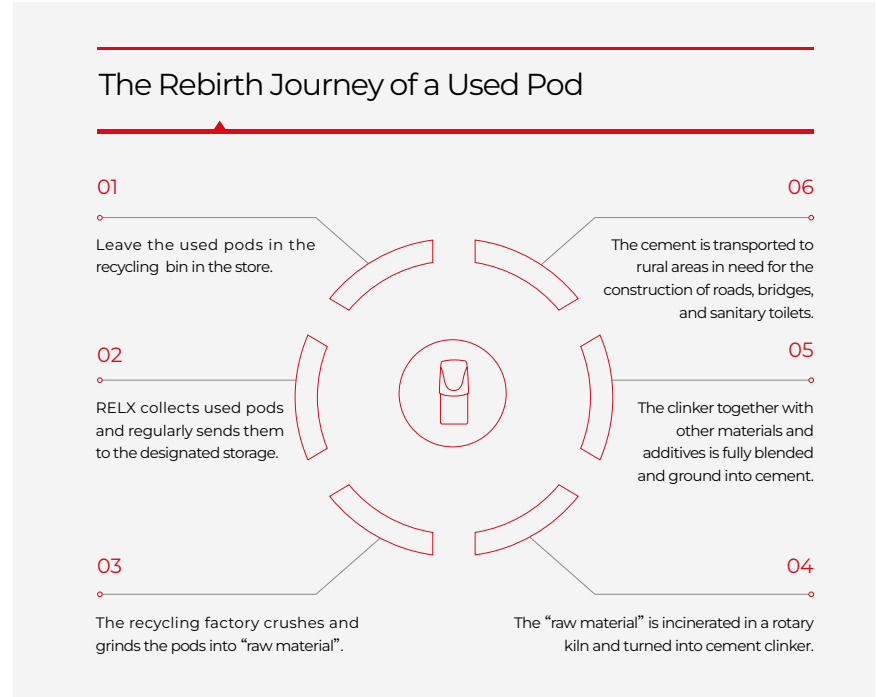 The Rebirth Journey of a Used Pod
01
Leave the used pods in the
recycling bin in the store.
02
RELX collects used pods
and regularly sends them
to the designated storage.
03
The recycling factory crushes and
grinds the pods into “raw material”.
04
The “raw material” is incinerated in a rotary
kiln and turned into cement clinker.
05
The clinker together with
other materials and
additives is fully blended
and ground into cement.
06
The cement is transported to
rural areas in need for the
construction of roads, bridges,
and sanitary toilets.